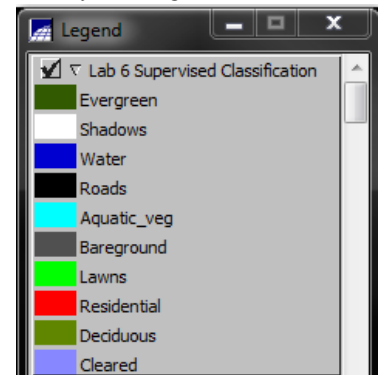 Legend
Lab 6 Supervised Classification
Evergreen
Shadows
Water
Roads
Aquatic_veg
Bareground
Lawns
Residential
Deciduous
Cleared